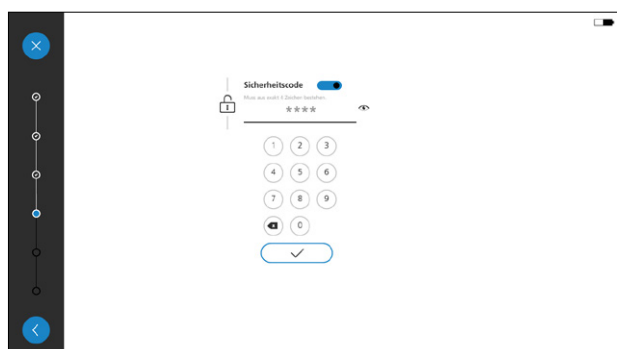 Sicherheitscode
Muss aus exakt 4 Zeichen bestehen.
****
1 2 3
4 5 6
7 8 9
0